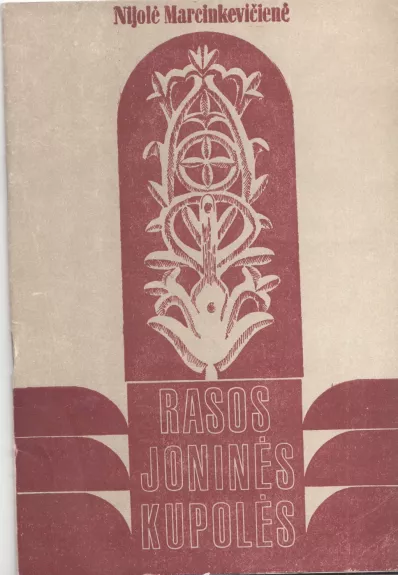 Nijolė Marcinkevičienė
RASOS
JONINĖS
KUPOLĖS